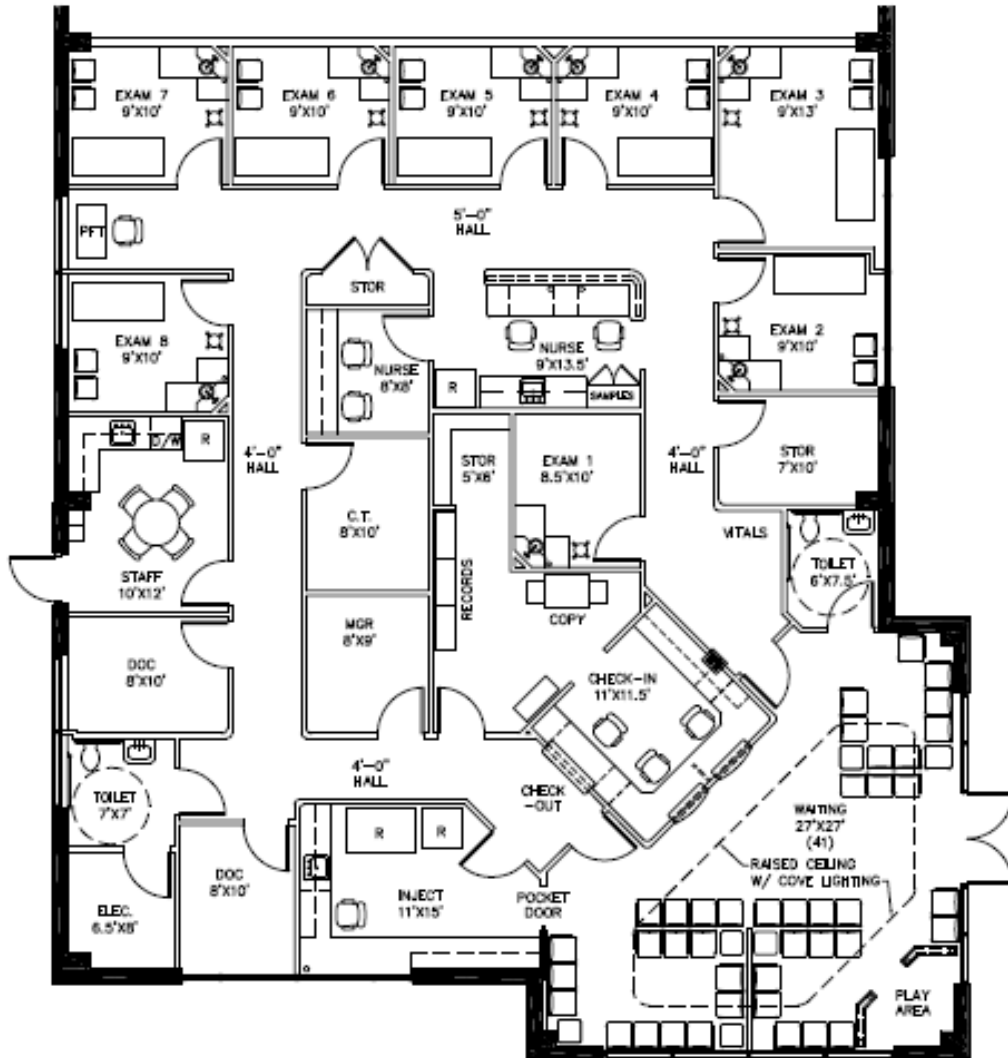 EXAM 7
9'X10'
EXAM 6
9'X10'
EXAM 5
9'X10'
EXAM 4
9'X10'
EXAM 3
9'X13'
PFT
5'-0"
HALL
STOR
EXAM 8
9'X10'
NURSE
8'X8'
NURSE
9'X13.5'
R
SAMPLES
EXAM 2
9'X10'
D/W
R
4'-0"
HALL
STOR
5'X6'
EXAM 1
8.5'X10'
4'-0"
HALL
STOR
7'X10'
C.T.
8'X10'
VITALS
TOILET
6'X7.5'
STAFF
10'X12'
RECORDS
COPY
MGR
8'X9'
DOC
8'X10'
CHECK-IN
11'X11.5'
4'-0"
HALL
CHECK
-OUT
TOILET
7'X7'
WAITING
27'X27'
(41)
R
R
RAISED CEILING
W/ COVE LIGHTING
DOC
8'X10'
ELEC.
6.5'X8'
INJECT
11'X15'
POCKET
DOOR
PLAY
AREA